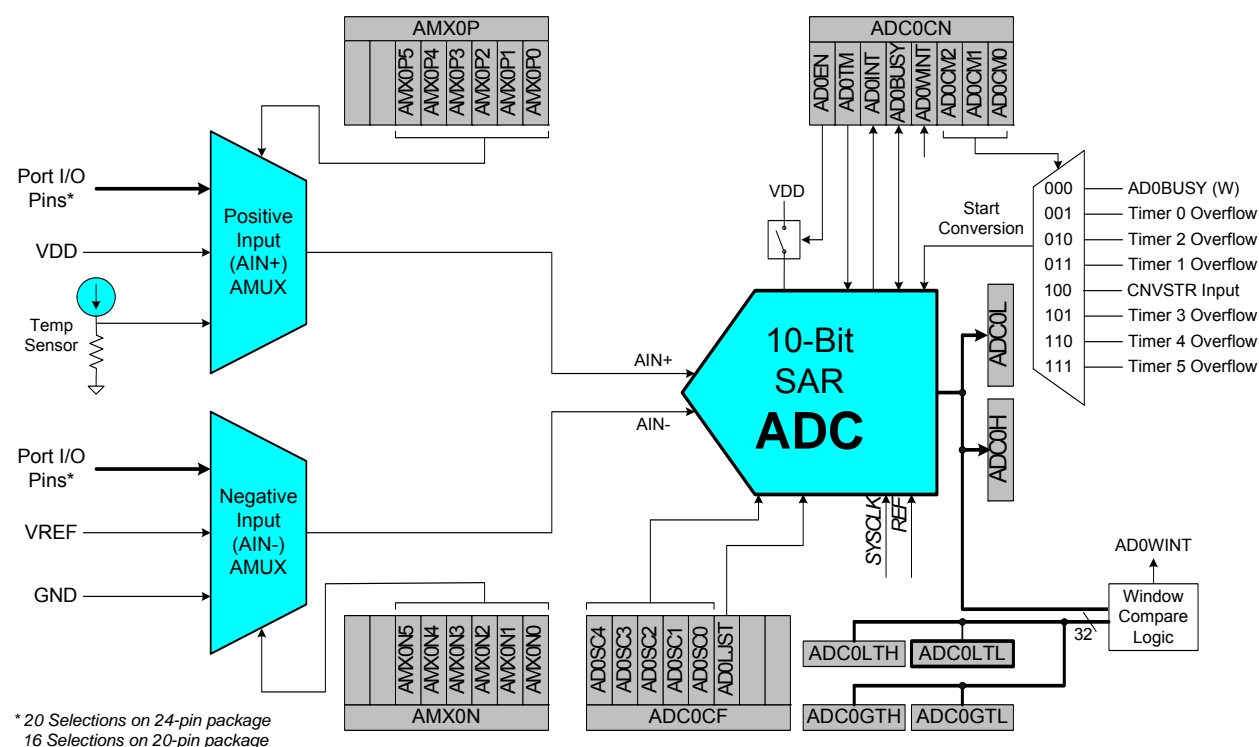 AMX0P
AMX0P5
AMX0P4
AMX0P3
AMX0P2
AMX0P1
AMX0P0
ADC0CN
AD0EN
AD0TM
AD0INT
AD0BUSY
AD0WINT
AD0CM2
AD0CM1
AD0CM0
Port I/O
Pins*
VDD
Temp
Sensor
Positive
Input
(AIN+)
AMUX
VDD
Start
Conversion
000 AD0BUSY (W)
001 Timer 0 Overflow
010 Timer 2 Overflow
011 Timer 1 Overflow
100 CNVSTR Input
101 Timer 3 Overflow
110 Timer 4 Overflow
111 Timer 5 Overflow
AIN+
AIN-
10-Bit
SAR
ADC
ADC0L
ADC0H
SYSCLK
REF
Port I/O
Pins*
VREF
GND
Negative
Input
(AIN-)
AMUX
AMX0N5
AMX0N4
AMX0N3
AMX0N2
AMX0N1
AMX0N0
AMX0N
AD0SC4
AD0SC3
AD0SC2
AD0SC1
AD0SC0
AD0LJST
ADC0CF
AD0WINT
Window
Compare
Logic
32
ADC0LTH
ADC0LTL
ADC0GTH
ADC0GTL
* 20 Selections on 24-pin package
16 Selections on 20-pin package